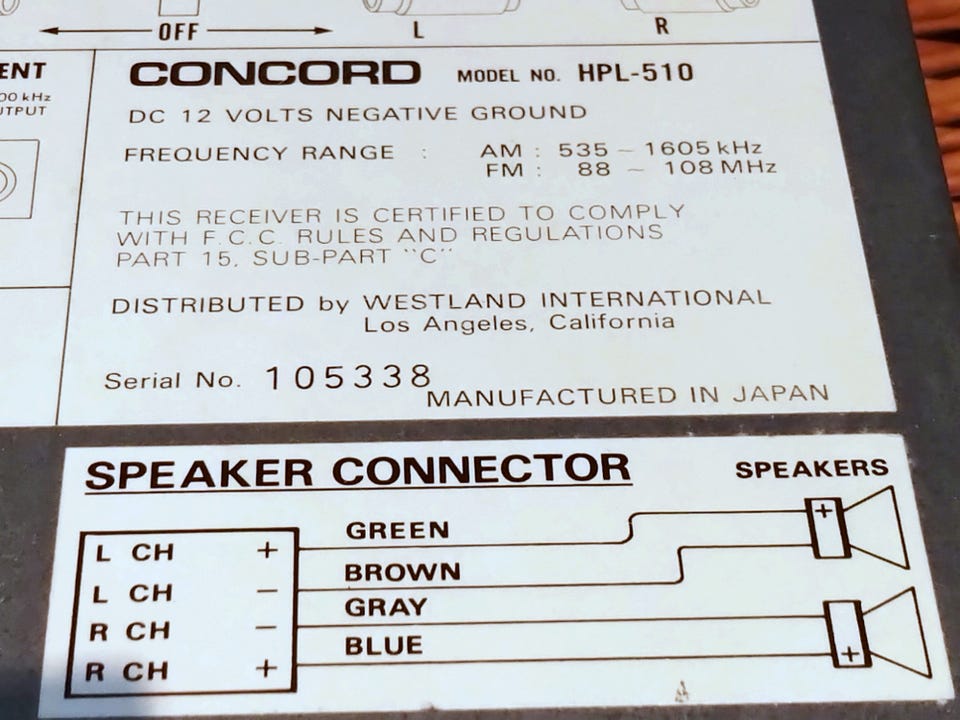 OFF
L
R
ENT
00 kHz
UTPUT
CONCORD MODEL NO. HPL-510
DC 12 VOLTS NEGATIVE GROUND
FREQUENCY RANGE : AM : 535 ~ 1605 kHz
FM : 88 ~ 108 MHz
THIS RECEIVER IS CERTIFIED TO COMPLY
WITH F.C.C. RULES AND REGULATIONS
PART 15. SUB-PART "C"
DISTRIBUTED by WESTLAND INTERNATIONAL
Los Angeles, California
Serial No. 105338
MANUFACTURED IN JAPAN
SPEAKER CONNECTOR
SPEAKERS
L CH + GREEN +
L CH − BROWN
R CH − GRAY
R CH + BLUE +